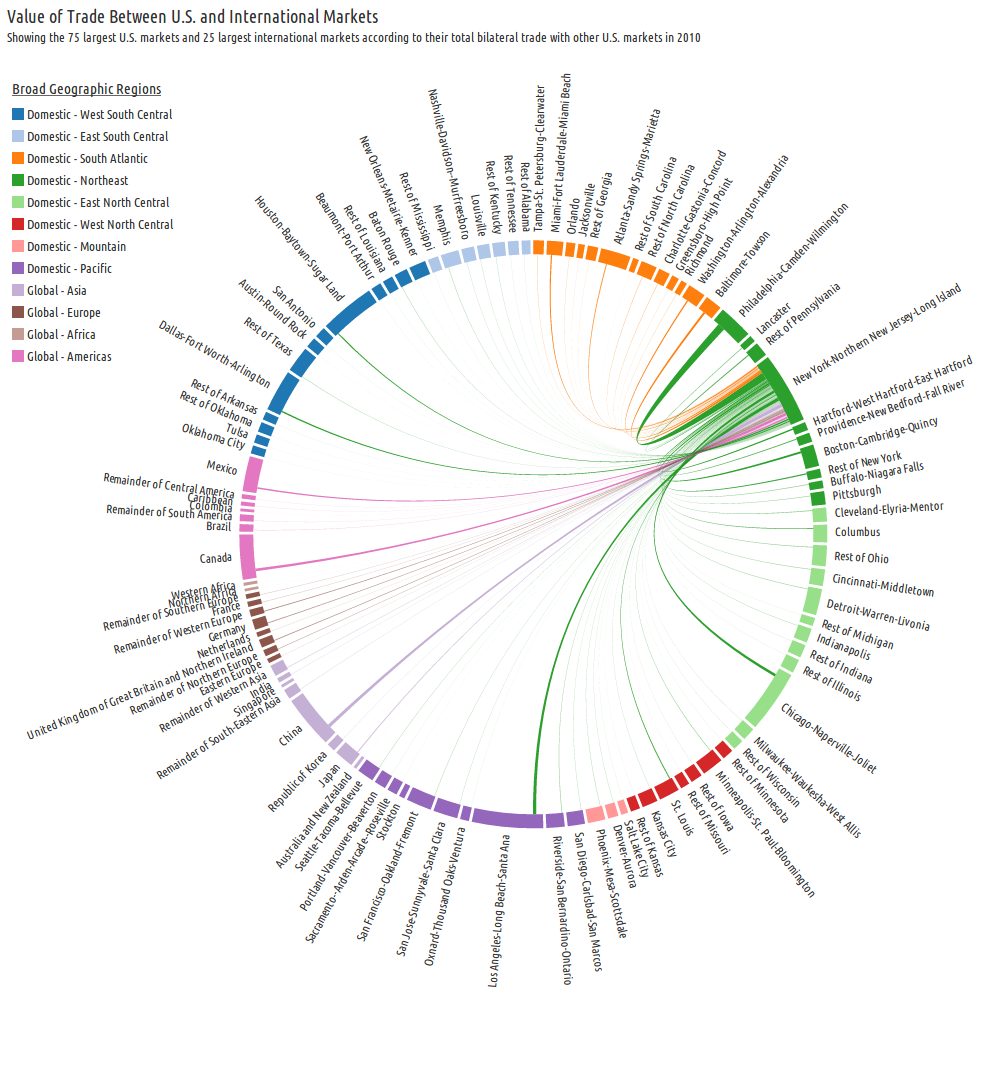 Value of Trade Between U.S. and International Markets
Showing the 75 largest U.S. markets and 25 largest international markets according to their total bilateral trade with other U.S. markets in 2010
Broad Geographic Regions
Domestic - West South Central
Domestic - East South Central
Domestic - South Atlantic
Domestic - Northeast
Domestic - East North Central
Domestic - West North Central
Domestic - Mountain
Domestic - Pacific
Global - Asia
Global - Europe
Global - Africa
Global - Americas
Tampa-St. Petersburg-Clearwater
Miami-Fort Lauderdale-Miami Beach
Orlando
Jacksonville
Rest of Georgia
Atlanta-Sandy Springs-Marietta
Rest of South Carolina
Rest of North Carolina
Charlotte-Gastonia-Concord
Greensboro-High Point
Richmond
Washington-Arlington-Alexandria
Baltimore-Towson
Philadelphia-Camden-Wilmington
Lancaster
Rest of Pennsylvania
New York-Northern New Jersey-Long Island
Hartford-West Hartford-East Hartford
Providence-New Bedford-Fall River
Boston-Cambridge-Quincy
Rest of New York
Buffalo-Niagara Falls
Pittsburgh
Cleveland-Elyria-Mentor
Columbus
Rest of Ohio
Cincinnati-Middletown
Detroit-Warren-Livonia
Rest of Michigan
Indianapolis
Rest of Indiana
Rest of Illinois
Chicago-Naperville-Joliet
Milwaukee-Waukesha-West Allis
Rest of Wisconsin
Rest of Minnesota
Minneapolis-St. Paul-Bloomington
Rest of Iowa
Rest of Missouri
St. Louis
Kansas City
Rest of Kansas
Salt Lake City
Denver-Aurora
Phoenix-Mesa-Scottsdale
San Diego-Carlsbad-San Marcos
Riverside-San Bernardino-Ontario
Los Angeles-Long Beach-Santa Ana
Oxnard-Thousand Oaks-Ventura
San Jose-Sunnyvale-Santa Clara
San Francisco-Oakland-Fremont
Stockton
Sacramento--Arden-Arcade--Roseville
Portland-Vancouver-Beaverton
Seattle-Tacoma-Bellevue
Australia and New Zealand
Japan
Republic of Korea
China
Remainder of South-Eastern Asia
Singapore
India
Remainder of Western Asia
Eastern Europe
Remainder of Northern Europe
United Kingdom of Great Britain and Northern Ireland
Netherlands
Germany
Remainder of Western Europe
France
Remainder of Southern Europe
Northern Africa
Western Africa
Canada
Brazil
Remainder of South America
Colombia
Caribbean
Remainder of Central America
Mexico
Oklahoma City
Tulsa
Rest of Oklahoma
Rest of Arkansas
Dallas-Fort Worth-Arlington
Rest of Texas
Austin-Round Rock
San Antonio
Houston-Baytown-Sugar Land
Beaumont-Port Arthur
Rest of Louisiana
Baton Rouge
New Orleans-Metairie-Kenner
Rest of Mississippi
Memphis
Nashville-Davidson--Murfreesboro
Louisville
Rest of Kentucky
Rest of Tennessee
Rest of Alabama